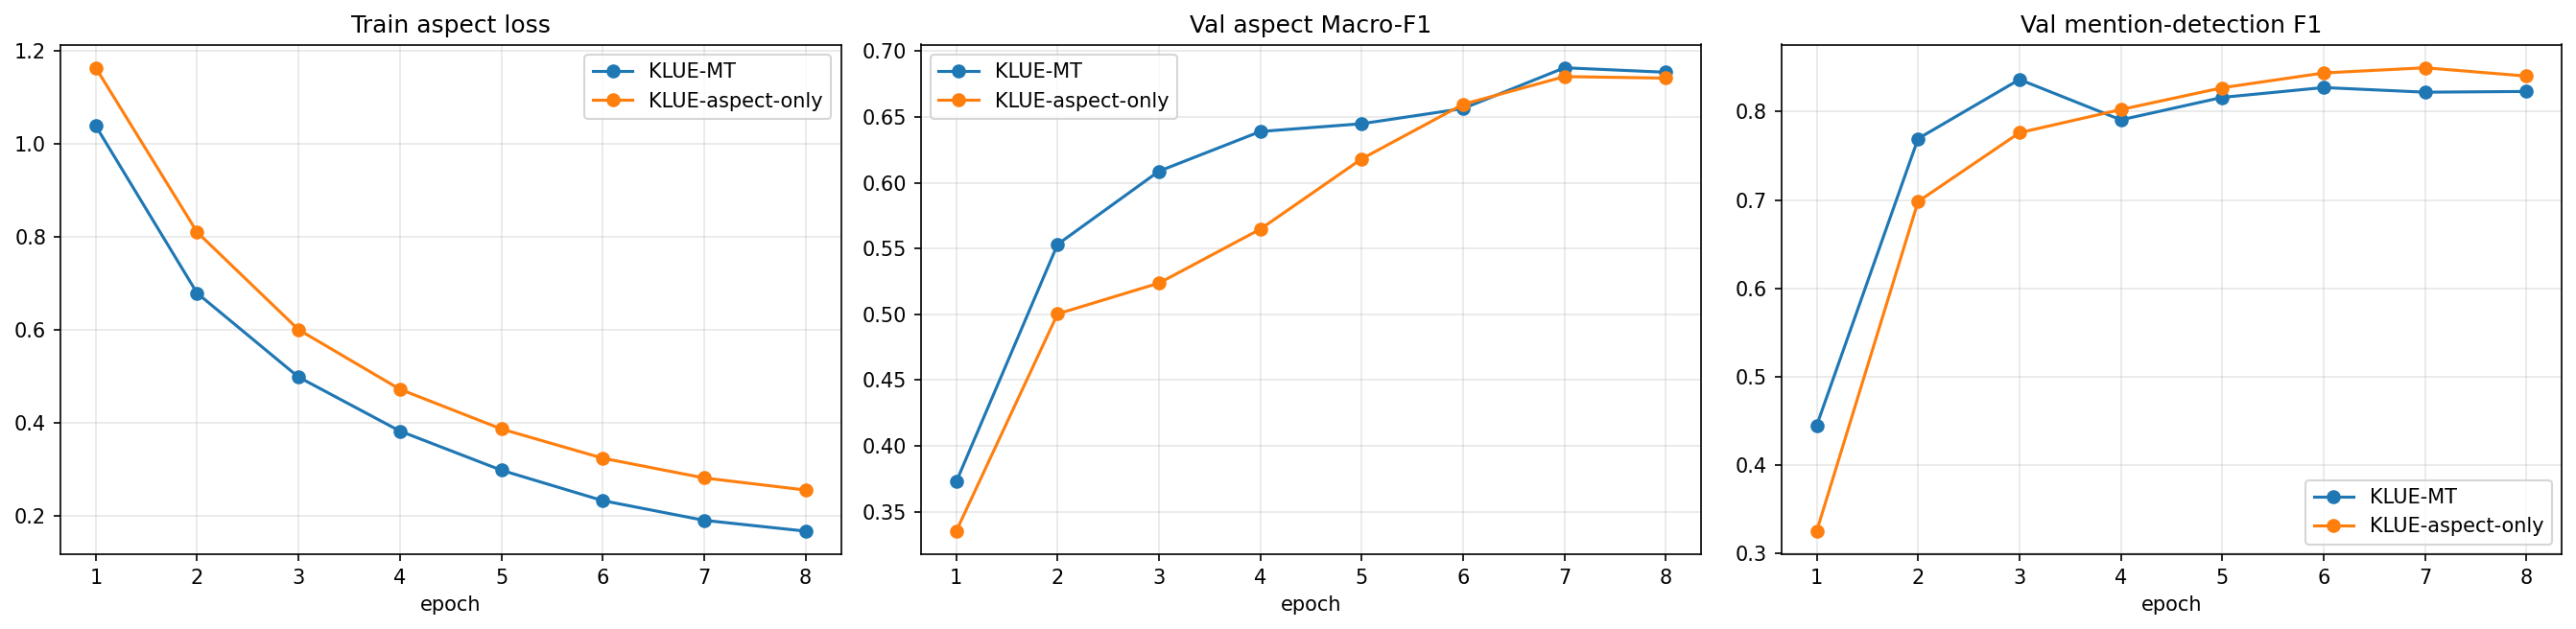 Train aspect loss
KLUE-MT
KLUE-aspect-only
1.2
1.0
0.8
0.6
0.4
0.2
1 2 3 4 5 6 7 8
epoch
Val aspect Macro-F1
KLUE-MT
KLUE-aspect-only
0.70
0.65
0.60
0.55
0.50
0.45
0.40
0.35
1 2 3 4 5 6 7 8
epoch
Val mention-detection F1
0.8
0.7
0.6
0.5
0.4
0.3
KLUE-MT
KLUE-aspect-only
1 2 3 4 5 6 7 8
epoch